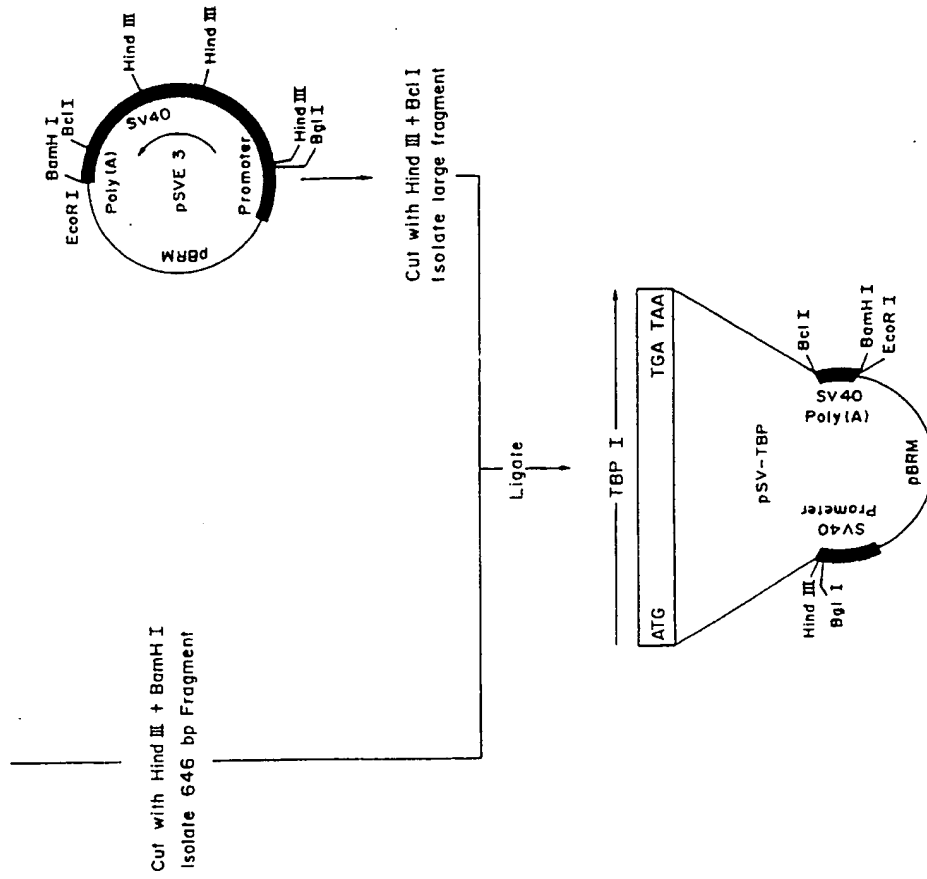 EcoR I
BamH I
Bcl I
Hind III
Hind III
Poly(A)
SV40
pSVE 3
pBRM
Promoter
Hind III
Bgl I
Cut with Hind III + Bcl I
Isolate large fragment
Cut with Hind III + BamH I
Isolate 646 bp Fragment
Ligate
TBP I
ATG
TGA TAA
pSV-TBP
Hind III
Bgl I
SV40
Prometer
SV40
Poly(A)
Bcl I
BamH I
EcoR I
pBRM